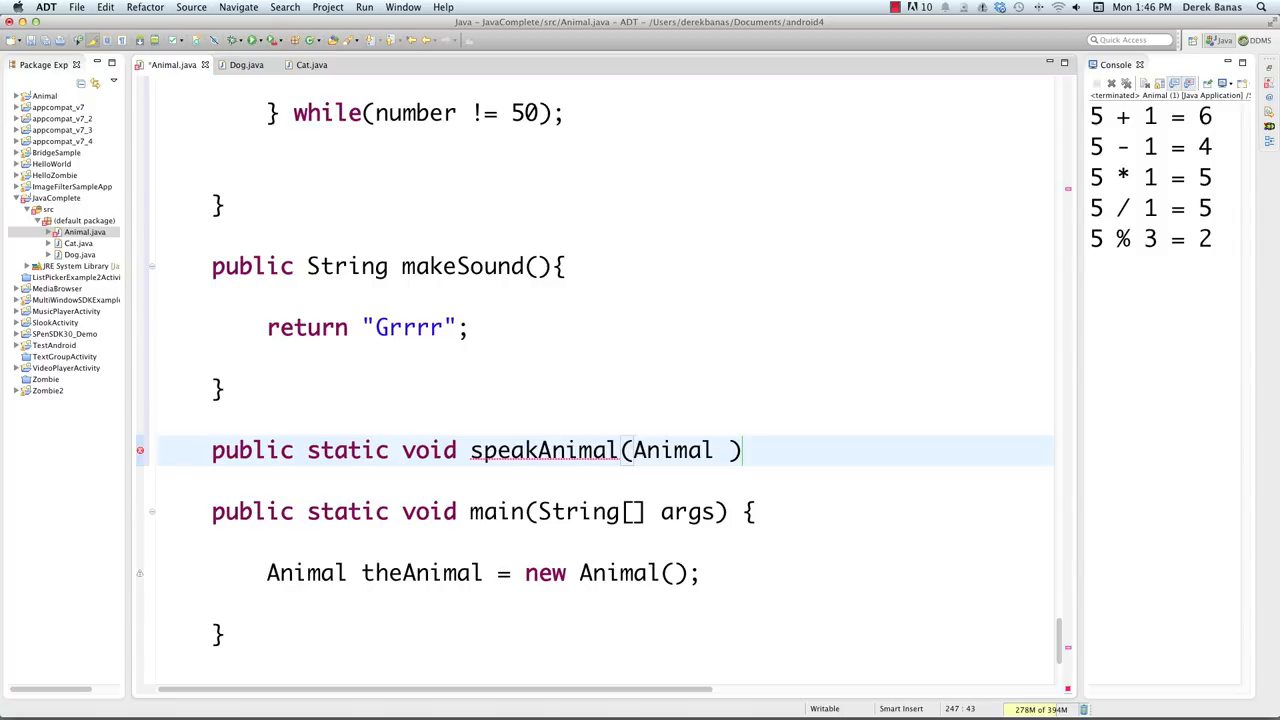 ADT File Edit Refactor Source Navigate Search Project Run Window Help 10 Mon 1:46 PM Derek Banas
Java - JavaComplete/src/Animal.java - ADT - /Users/derekbanas/Documents/android4
Quick Access Java DDMS
Package Exp *Animal.java Dog.java Cat.java Console
<terminated> Animal (1) [Java Application] /S
Animal
appcompat_v7
appcompat_v7_2
appcompat_v7_3
appcompat_v7_4
BridgeSample
HelloWorld
HelloZombie
ImageFilterSampleApp
JavaComplete
src
(default package)
Animal.java
Cat.java
Dog.java
JRE System Library [Ja
ListPickerExample2Activi
MediaBrowser
MultiWindowSDKExample
MusicPlayerActivity
SlookActivity
SPenSDK30_Demo
TestAndroid
TextGroupActivity
VideoPlayerActivity
Zombie
Zombie2
} while(number != 50);
}
public String makeSound(){
return "Grrrr";
}
public static void speakAnimal(Animal )
public static void main(String[] args) {
Animal theAnimal = new Animal();
}
5 + 1 = 6
5 - 1 = 4
5 * 1 = 5
5 / 1 = 5
5 % 3 = 2
Writable Smart Insert 247 : 43 278M of 394M